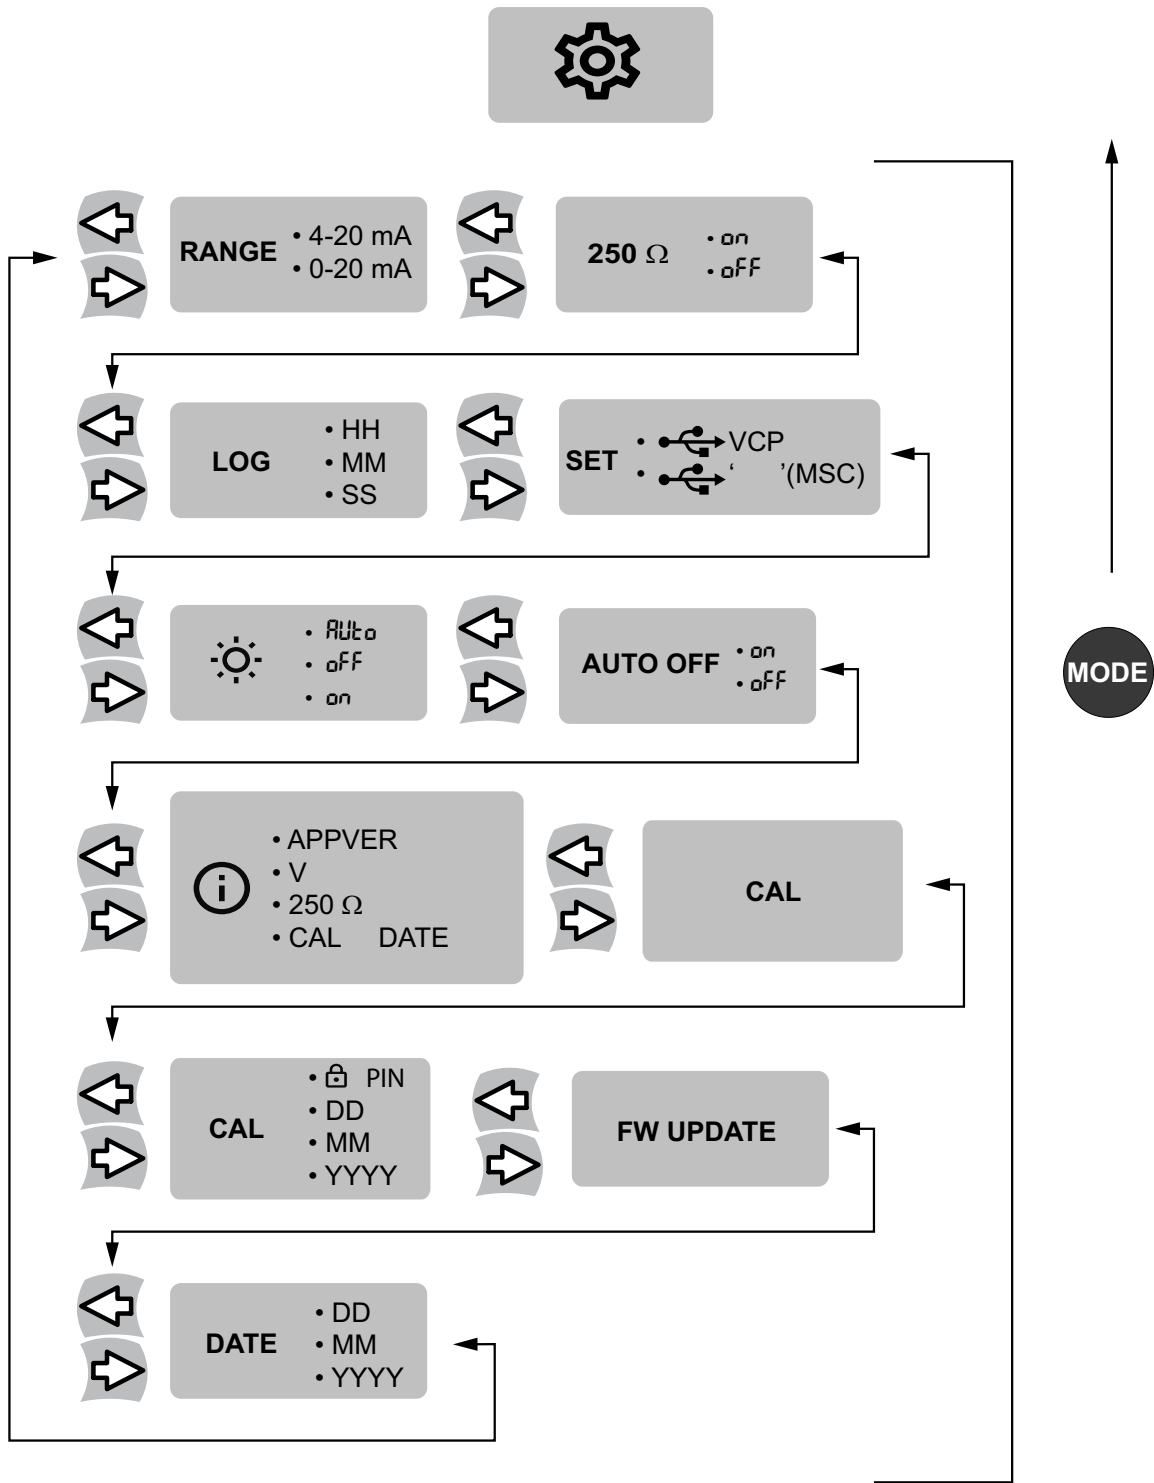 RANGE
• 4-20 mA
• 0-20 mA
250 Ω
• on
• oFF
LOG
• HH
• MM
• SS
SET
• VCP
• ‘ ’(MSC)
• AUto
• oFF
• on
AUTO OFF
• on
• oFF
MODE
i
• APPVER
• V
• 250 Ω
• CAL DATE
CAL
CAL
• PIN
• DD
• MM
• YYYY
FW UPDATE
DATE
• DD
• MM
• YYYY